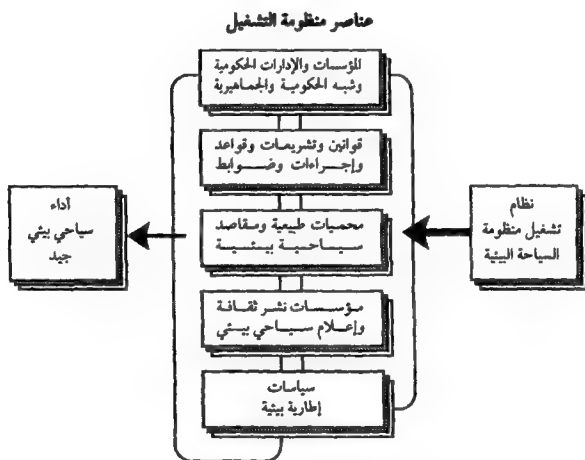 عناصر منظومة التشغيل
المؤسسات والإدارات الحكومية
وشبه الحكومية والجماهيرية
قوانين وتشريعات وقواعد
وإجراءات وضوابط
نظام
تشغيل منظومة
السياحة البيئية
محميات طبيعية ومقاصد
سياحية بيئية
أداء
سياحي بيئي
جيد
مؤسسات نشر ثقافة
وإعلام سياحي بيئي
سياسات
إطارية بيئية